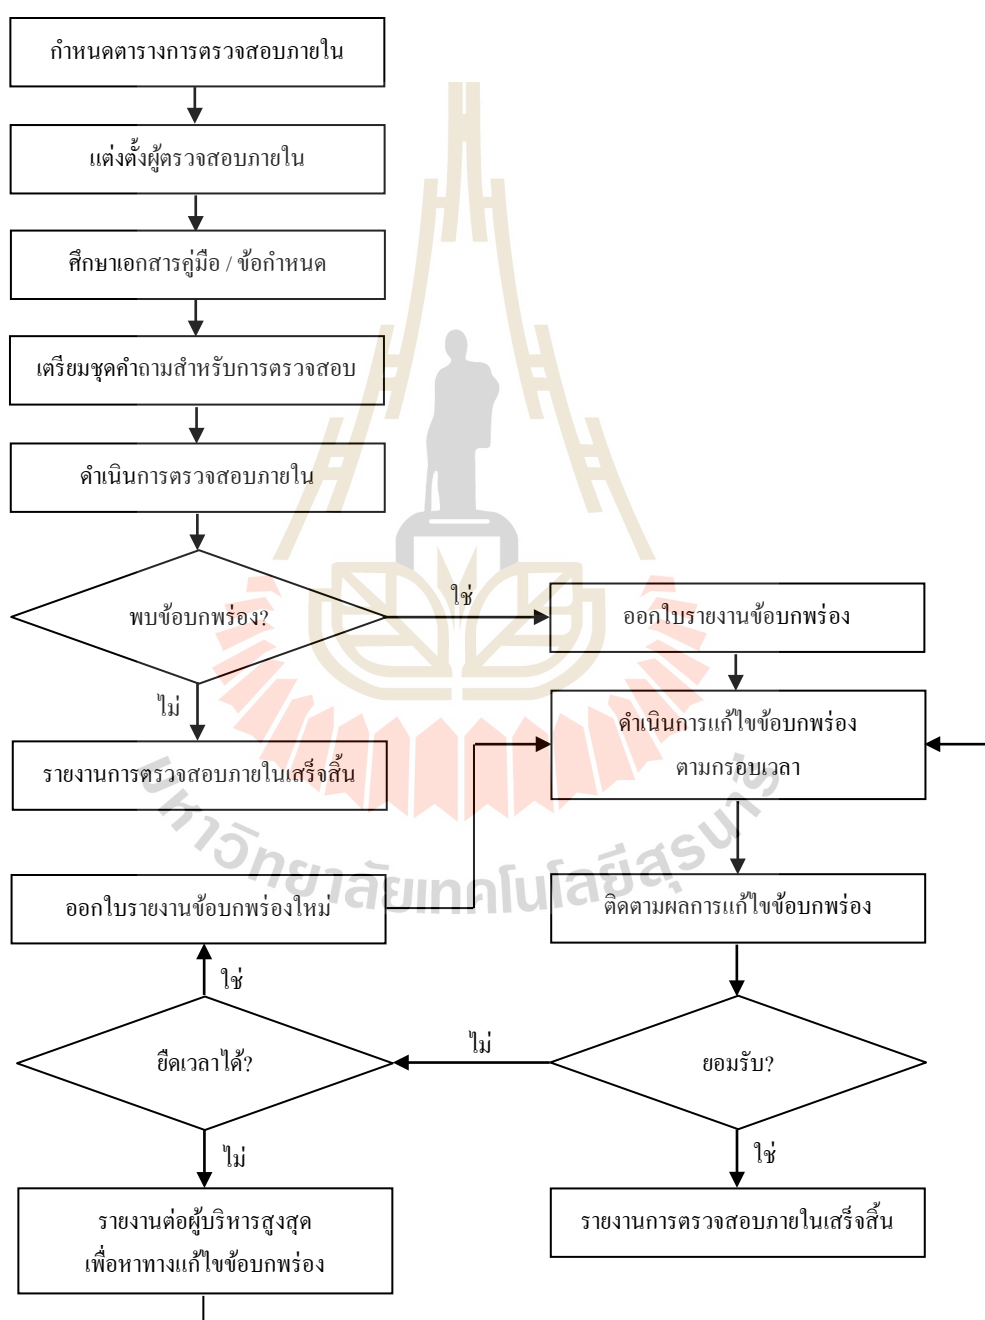 กำหนดตารางการตรวจสอบภายใน
แต่งตั้งผู้ตรวจสอบภายใน
ศึกษาเอกสารคู่มือ / ข้อกำหนด
เตรียมชุดคำถามสำหรับการตรวจสอบ
ดำเนินการตรวจสอบภายใน
พบข้อบกพร่อง?
ใช่
ออกใบรายงานข้อบกพร่อง
ไม่
ดำเนินการแก้ไขข้อบกพร่อง
ตามกรอบเวลา
รายงานการตรวจสอบภายในเสร็จสิ้น
มหาวิทยาลัยเทคโนโลยีสุรนารี
ออกใบรายงานข้อบกพร่องใหม่
ติดตามผลการแก้ไขข้อบกพร่อง
ใช่
ยืดเวลาได้?
ไม่
ยอมรับ?
ไม่
ใช่
รายงานต่อผู้บริหารสูงสุด
เพื่อหาทางแก้ไขข้อบกพร่อง
รายงานการตรวจสอบภายในเสร็จสิ้น